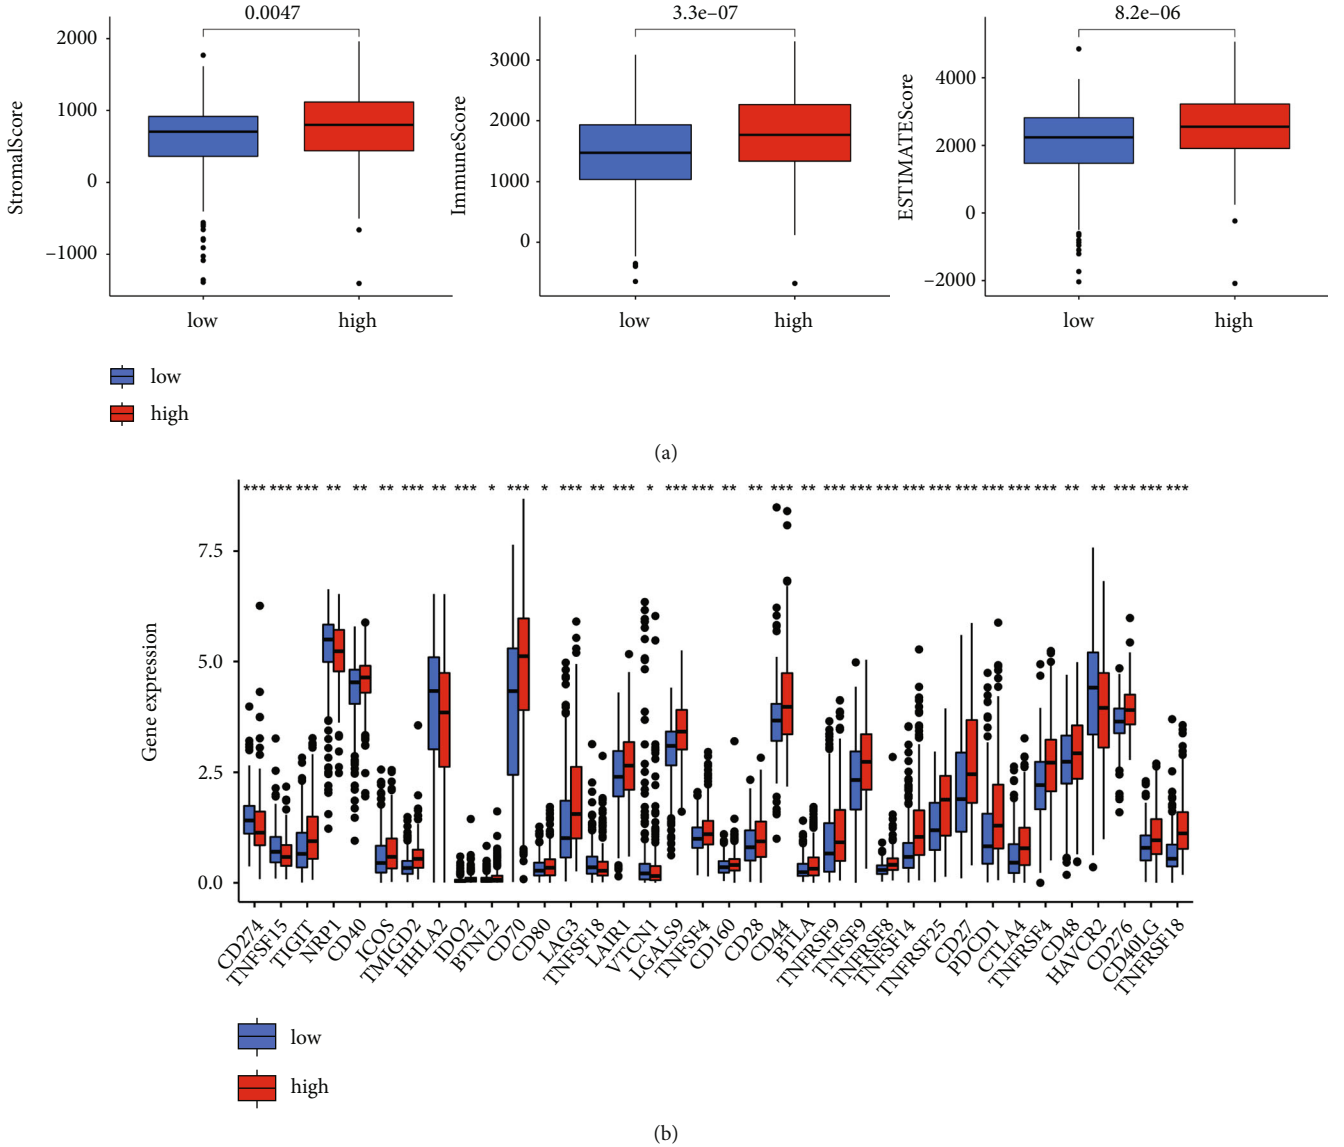 0.0047
3.3e–07
8.2e–06
StromalScore
2000
1000
0
–1000
low
high
ImmuneScore
3000
2000
1000
0
low
high
ESTIMATEScore
4000
2000
0
–2000
low
high
low
high
(a)
*** *** *** ** ** ** *** ** *** * *** * *** ** *** * *** *** ** ** *** ** *** *** *** *** *** *** *** *** *** ** ** *** *** ***
Gene expression
7.5
5.0
2.5
0.0
CD274
TNFSF15
TIGIT
NRP1
CD40
ICOS
TMIGD2
HHLA2
IDO2
BTNL2
CD70
CD80
LAG3
TNFSF18
LAIR1
VTCN1
LGALS9
TNFSF4
CD160
CD28
CD44
BTLA
TNFRSF9
TNFSF9
TNFRSF8
TNFSF14
TNFRSF25
CD27
PDCD1
CTLA4
TNFRSF4
CD48
HAVCR2
CD276
CD40LG
TNFRSF18
low
high
(b)